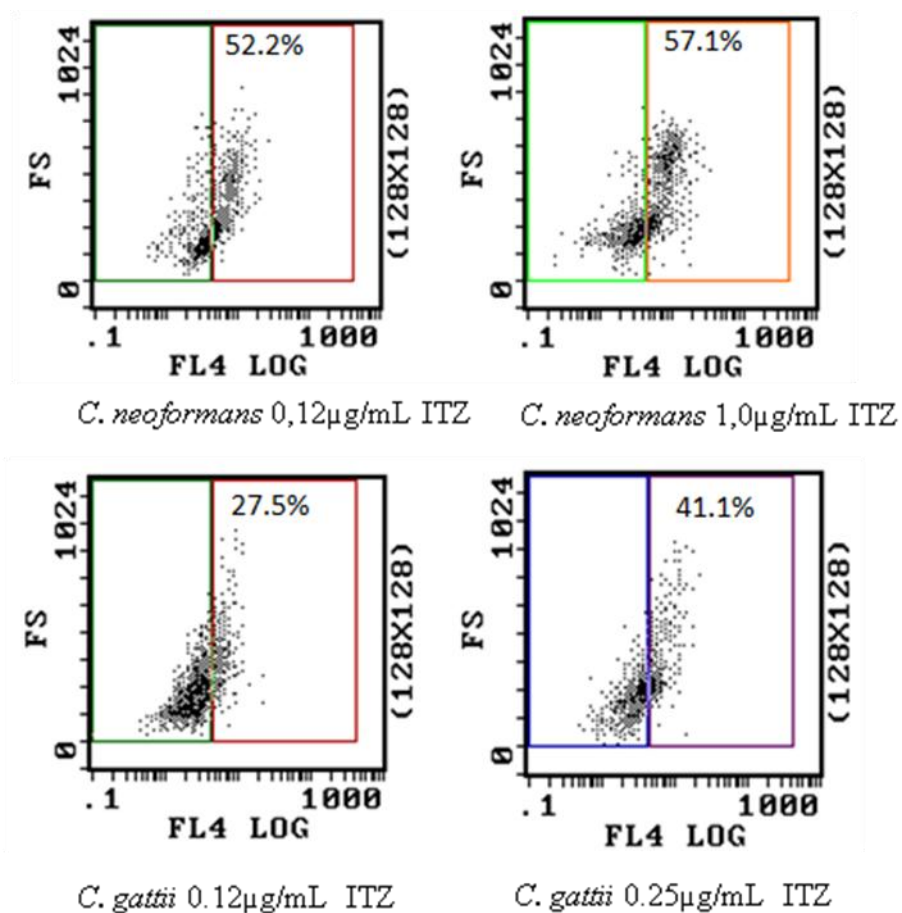 52.2%
1024
FS
0
(128X128)
.1 1000
FL4 LOG
C. neoformans 0,12µg/mL ITZ
57.1%
1024
FS
0
(128X128)
.1 1000
FL4 LOG
C. neoformans 1,0µg/mL ITZ
27.5%
1024
FS
0
(128X128)
.1 1000
FL4 LOG
C. gattii 0.12µg/mL ITZ
41.1%
1024
FS
0
(128X128)
.1 1000
FL4 LOG
C. gattii 0.25µg/mL ITZ